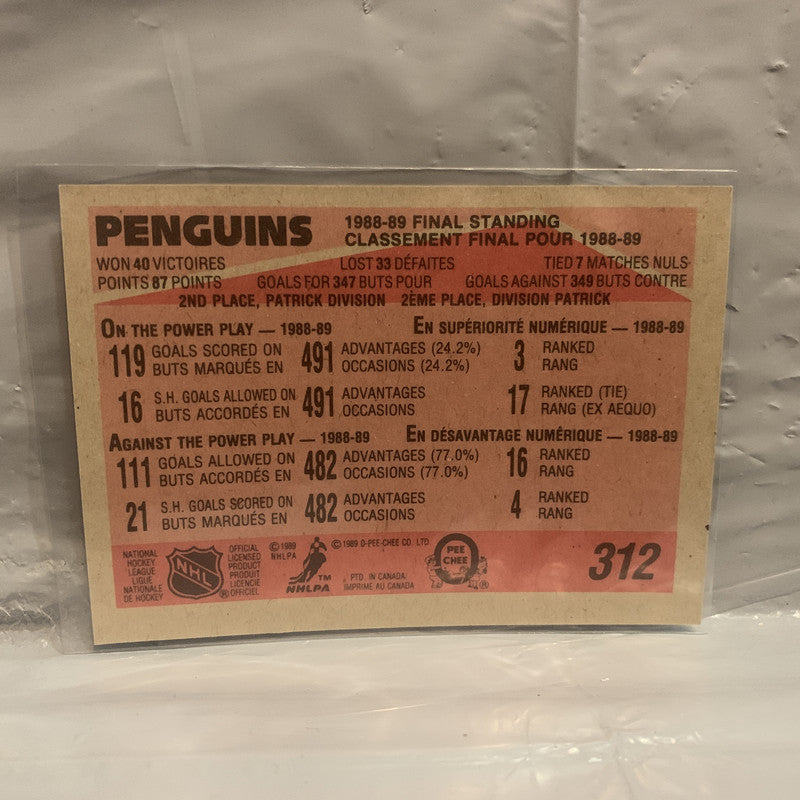 PENGUINS
1988-89 FINAL STANDING
CLASSEMENT FINAL POUR 1988-89
WON 40 VICTOIRES LOST 33 DÉFAITES TIED 7 MATCHES NULS
POINTS 87 POINTS GOALS FOR 347 BUTS POUR GOALS AGAINST 349 BUTS CONTRE
2ND PLACE, PATRICK DIVISION 2ÈME PLACE, DIVISION PATRICK
ON THE POWER PLAY — 1988-89 EN SUPÉRIORITÉ NUMÉRIQUE — 1988-89
119 GOALS SCORED ON 491 ADVANTAGES (24.2%) 3 RANKED
BUTS MARQUÉS EN OCCASIONS (24.2%) RANG
16 S.H. GOALS ALLOWED ON 491 ADVANTAGES 17 RANKED (TIE)
BUTS ACCORDÉS EN OCCASIONS RANG (EX AEQUO)
AGAINST THE POWER PLAY — 1988-89 EN DÉSAVANTAGE NUMÉRIQUE — 1988-89
111 GOALS ALLOWED ON 482 ADVANTAGES (77.0%) 16 RANKED
BUTS ACCORDÉS EN OCCASIONS (77.0%) RANG
21 S.H. GOALS SCORED ON 482 ADVANTAGES 4 RANKED
BUTS MARQUÉS EN OCCASIONS RANG
NATIONAL
HOCKEY
LEAGUE
LIGUE
NATIONALE
DE HOCKEY
NHL
®
OFFICIAL
LICENSED
PRODUCT
PRODUIT
LICENCIÉ
OFFICIEL
© 1989
NHLPA
TM
NHLPA
© 1989 O-PEE-CHEE CO. LTD.
PTD. IN CANADA
IMPRIMÉ AU CANADA
O
PEE
CHEE
®
312